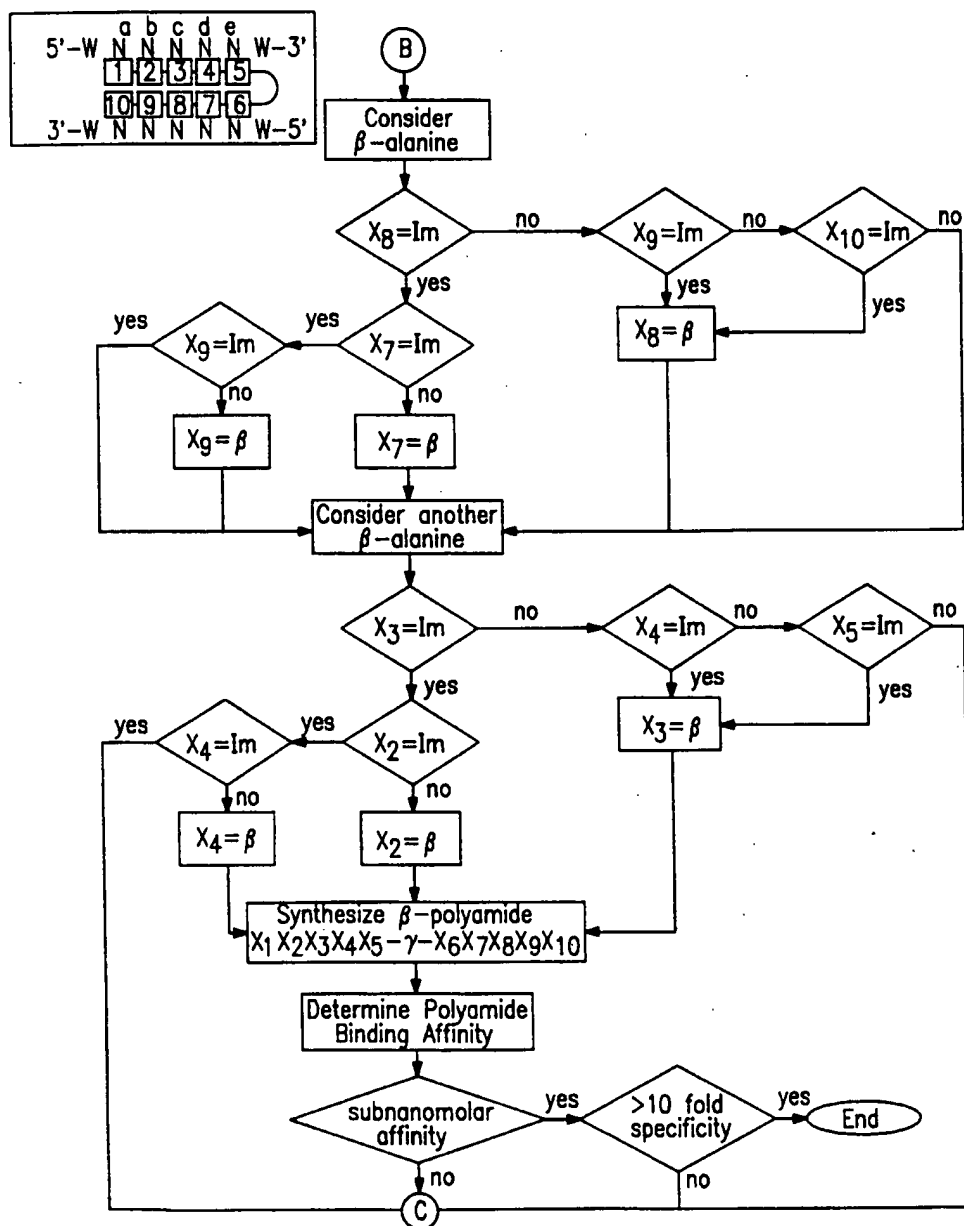 a b c d e
5'-W N N N N N W-3'
1 2 3 4 5
10 9 8 7 6
3'-W N N N N N W-5'
B
Consider
β-alanine
X8=Im
no
X9=Im
no
X10=Im
no
yes
yes
yes
X8=β
yes
X9=Im
yes
X7=Im
no
no
X9=β
X7=β
Consider another
β-alanine
X3=Im
no
X4=Im
no
X5=Im
no
yes
yes
yes
X3=β
yes
X4=Im
yes
X2=Im
no
no
X4=β
X2=β
Synthesize β-polyamide
X1X2X3X4X5-γ-X6X7X8X9X10
Determine Polyamide
Binding Affinity
subnanomolar
affinity
yes
>10 fold
specificity
yes
End
no
no
C